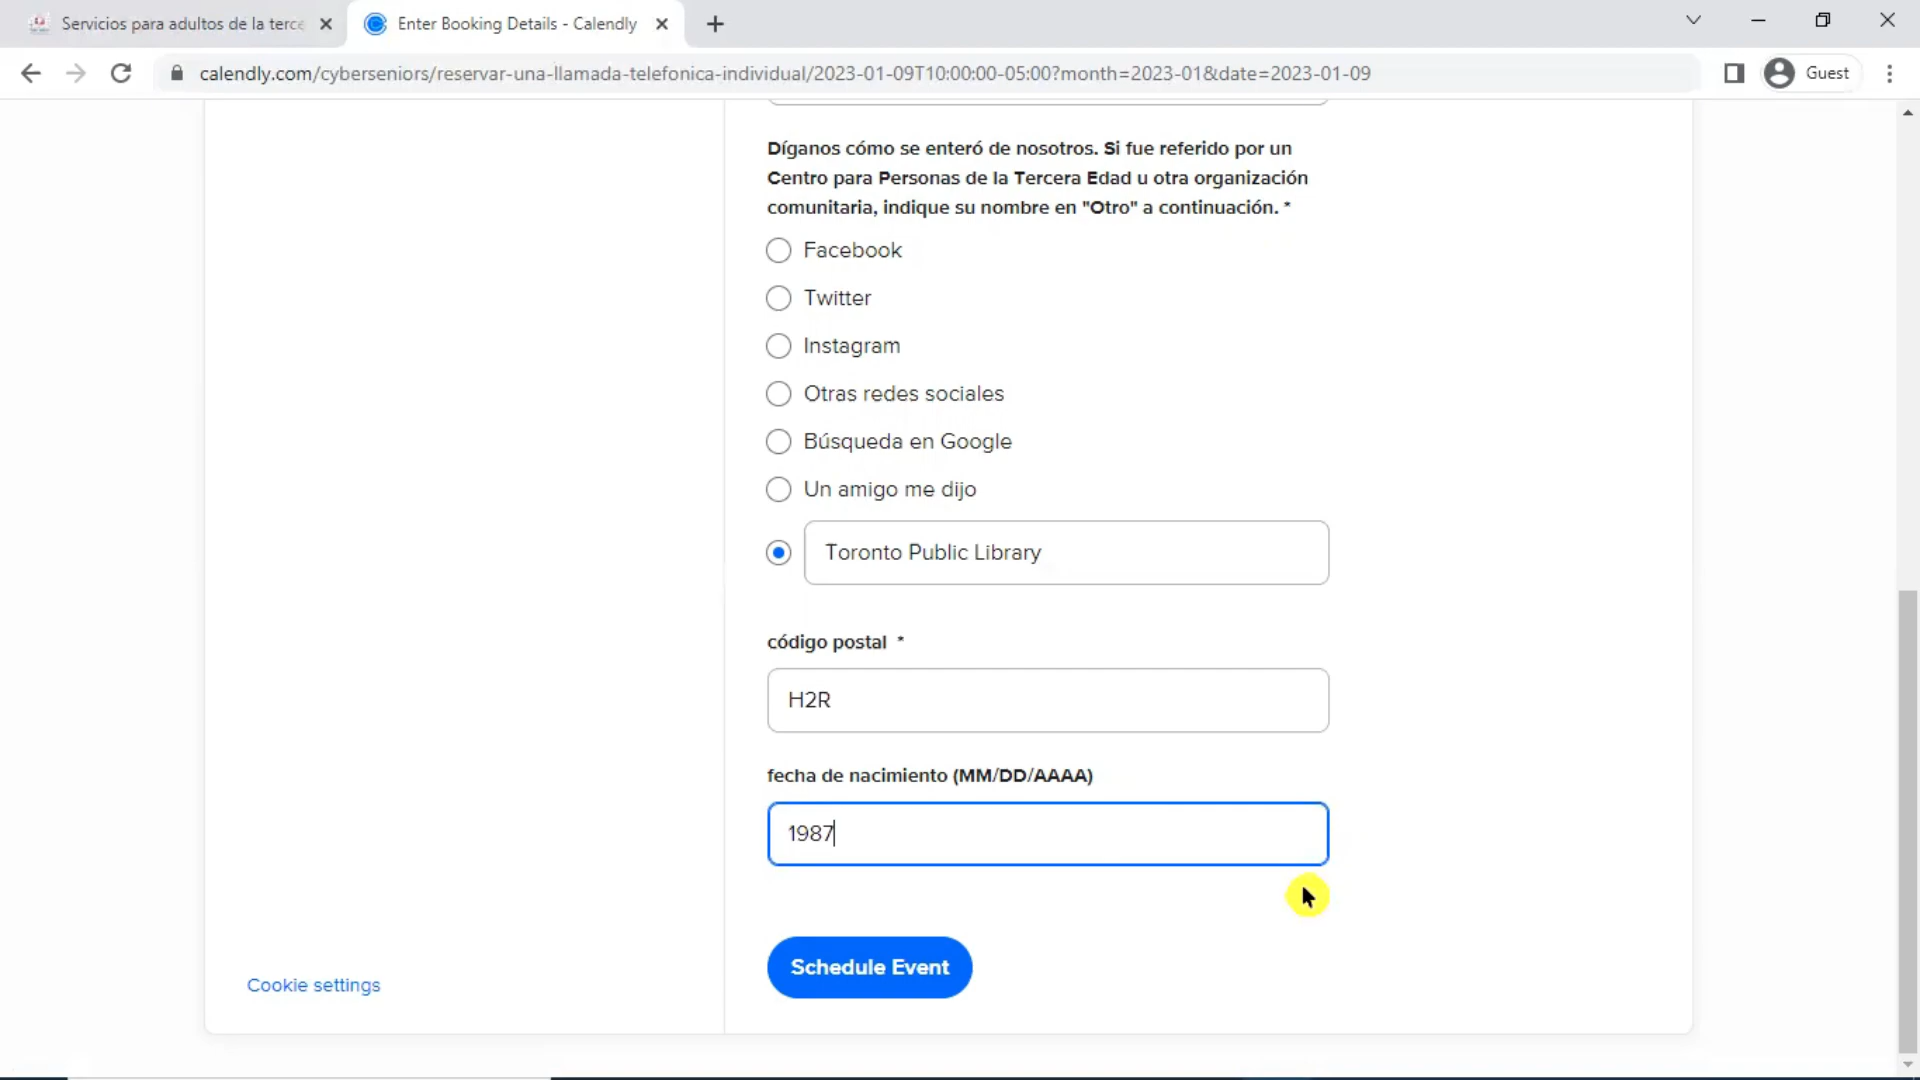 Servicios para adultos de la terce
Enter Booking Details - Calendly
calendly.com/cyberseniors/reservar-una-llamada-telefonica-individual/2023-01-09T10:00:00-05:00?month=2023-01&date=2023-01-09
Guest
Díganos cómo se enteró de nosotros. Si fue referido por un
Centro para Personas de la Tercera Edad u otra organización
comunitaria, indique su nombre en "Otro" a continuación. *
Facebook
Twitter
Instagram
Otras redes sociales
Búsqueda en Google
Un amigo me dijo
Toronto Public Library
código postal *
H2R
fecha de nacimiento (MM/DD/AAAA)
1987
Schedule Event
Cookie settings